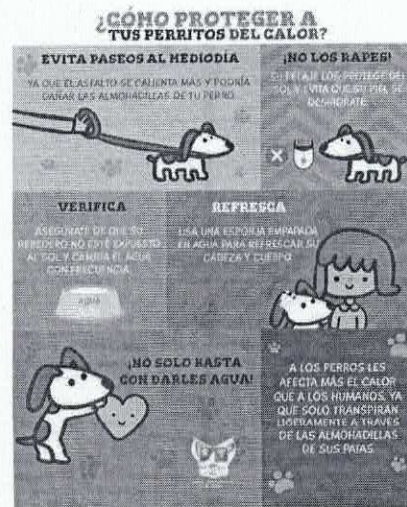 ¿CÓMO PROTEGER A
TUS PERRITOS DEL CALOR?
EVITA PASEOS AL MEDIODÍA
YA QUE EL ASFALTO SE CALIENTA MÁS Y PODRÍA
DAÑAR LAS ALMOHADILLAS DE TU PERRO.
¡NO LOS RAPES!
SU PELAJE LOS PROTEGE DEL
SOL Y EVITA QUE SU PIEL SE
DESHIDRATE.
VERIFICA
ASEGÚRATE DE QUE SU
BEBEDERO NO ESTÉ EXPUESTO
AL SOL Y CAMBIA EL AGUA
CON FRECUENCIA.
AGUA
REFRESCA
USA UNA ESPONJA EMPAPADA
EN AGUA PARA REFRESCAR SU
CABEZA Y CUERPO.
¡NO SOLO BASTA
CON DARLES AGUA!
A LOS PERROS LES
AFECTA MÁS EL CALOR
QUE A LOS HUMANOS, YA
QUE SOLO TRANSPIRAN
LIGERAMENTE A TRAVÉS
DE LAS ALMOHADILLAS
DE SUS PATAS.